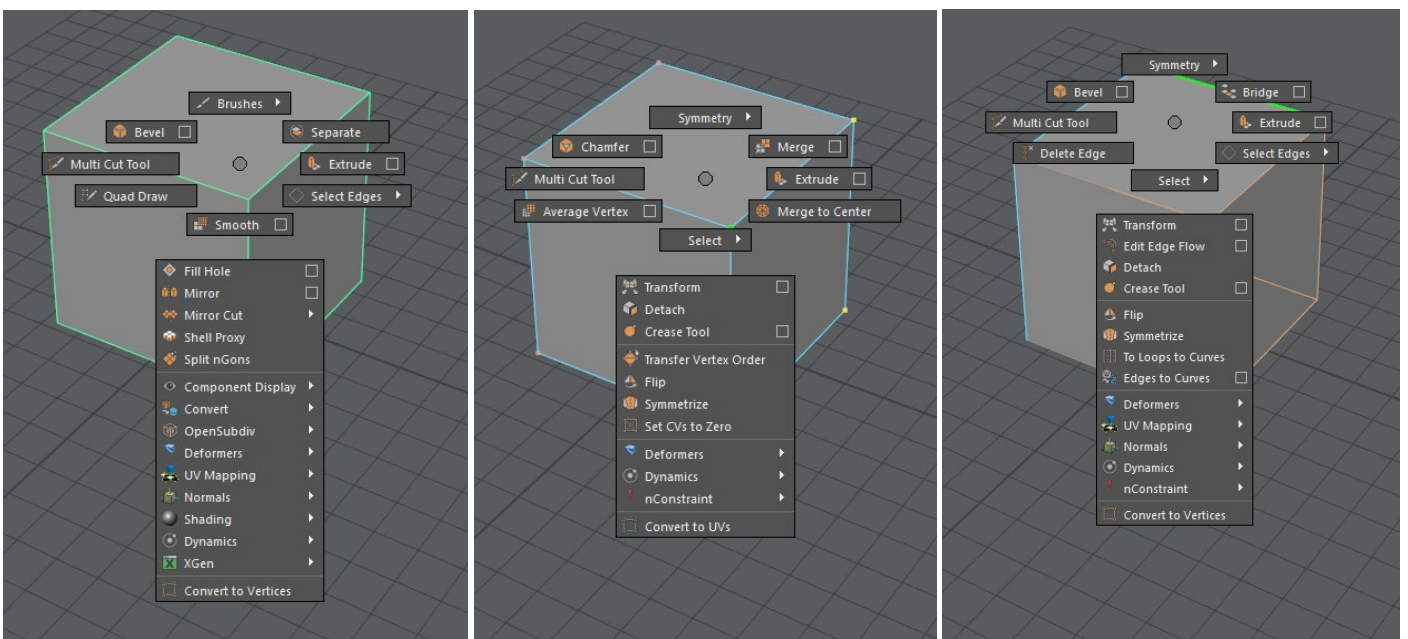 Brushes
Bevel
Separate
Multi Cut Tool
Extrude
Quad Draw
Select Edges
Smooth
Fill Hole
Mirror
Mirror Cut
Shell Proxy
Split nGons
Component Display
Convert
OpenSubdiv
Deformers
UV Mapping
Normals
Shading
Dynamics
XGen
Convert to Vertices
Symmetry
Chamfer
Merge
Multi Cut Tool
Extrude
Average Vertex
Merge to Center
Select
Transform
Detach
Crease Tool
Transfer Vertex Order
Flip
Symmetrize
Set CVs to Zero
Deformers
Dynamics
nConstraint
Convert to UVs
Symmetry
Bevel
Bridge
Multi Cut Tool
Extrude
Delete Edge
Select Edges
Select
Transform
Edit Edge Flow
Detach
Crease Tool
Flip
Symmetrize
To Loops to Curves
Edges to Curves
Deformers
UV Mapping
Normals
Dynamics
nConstraint
Convert to Vertices